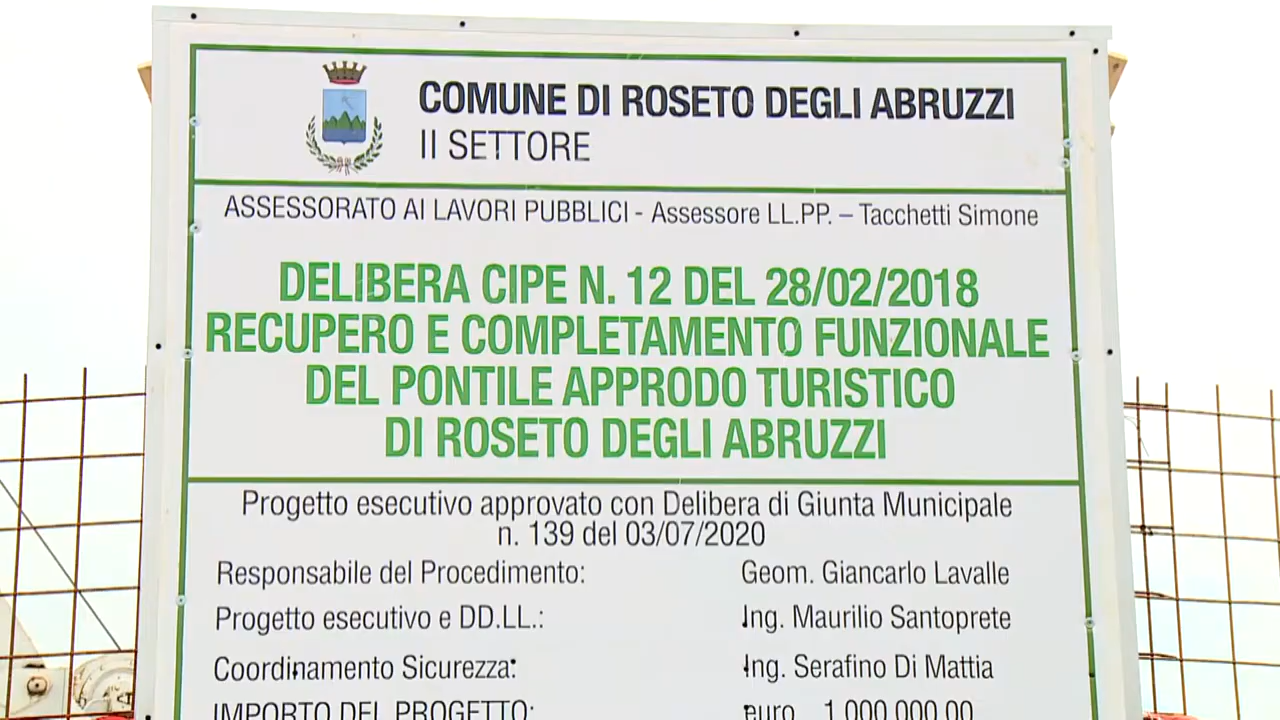 COMUNE DI ROSETO DEGLI ABRUZZI
II SETTORE
ASSESSORATO AI LAVORI PUBBLICI - Assessore LL.PP. – Tacchetti Simone
DELIBERA CIPE N. 12 DEL 28/02/2018
RECUPERO E COMPLETAMENTO FUNZIONALE
DEL PONTILE APPRODO TURISTICO
DI ROSETO DEGLI ABRUZZI
Progetto esecutivo approvato con Delibera di Giunta Municipale
n. 139 del 03/07/2020
Responsabile del Procedimento: Geom. Giancarlo Lavalle
Progetto esecutivo e DD.LL.: Ing. Maurilio Santoprete
Coordinamento Sicurezza: Ing. Serafino Di Mattia
IMPORTO DEL PROGETTO: euro 1.000.000,00